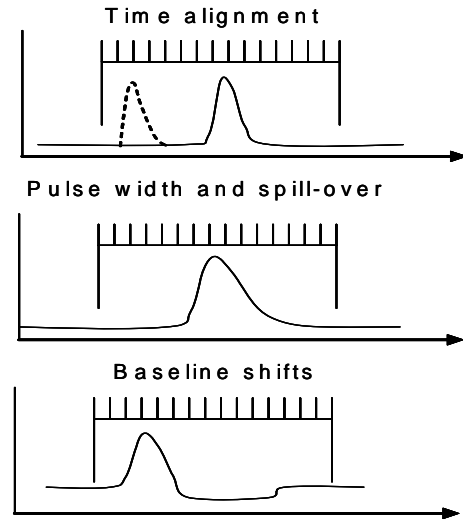 Time alignment
Pulse width and spill-over
Baseline shifts